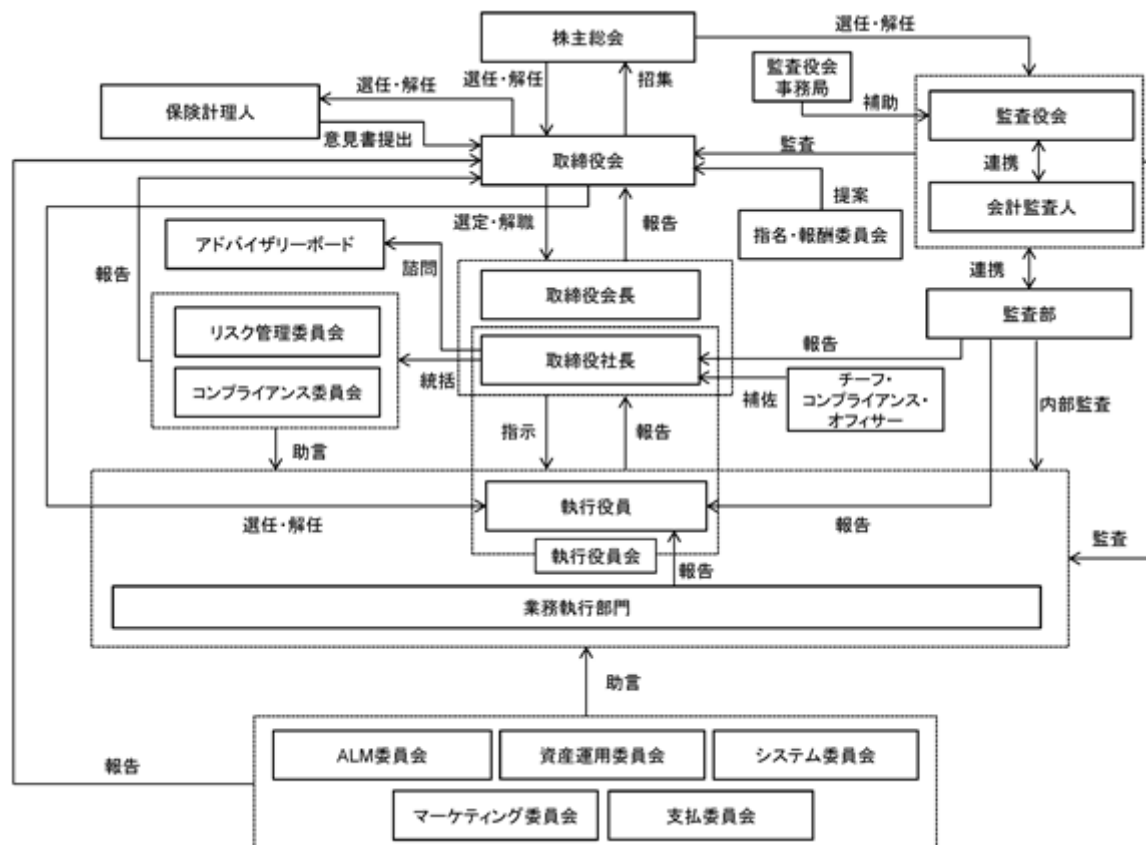 株主総会
選任・解任
選任・解任
招集
監査役会
事務局
補助
監査役会
連携
会計監査人
保険計理人
選任・解任
意見書提出
取締役会
監査
提案
指名・報酬委員会
連携
監査部
選定・解職
報告
アドバイザリーボード
諮問
報告
取締役会長
リスク管理委員会
コンプライアンス委員会
統括
取締役社長
報告
チーフ・
コンプライアンス・
オフィサー
補佐
内部監査
助言
指示
報告
執行役員
選任・解任
報告
執行役員会
報告
監査
業務執行部門
助言
報告
ALM委員会
資産運用委員会
システム委員会
マーケティング委員会
支払委員会